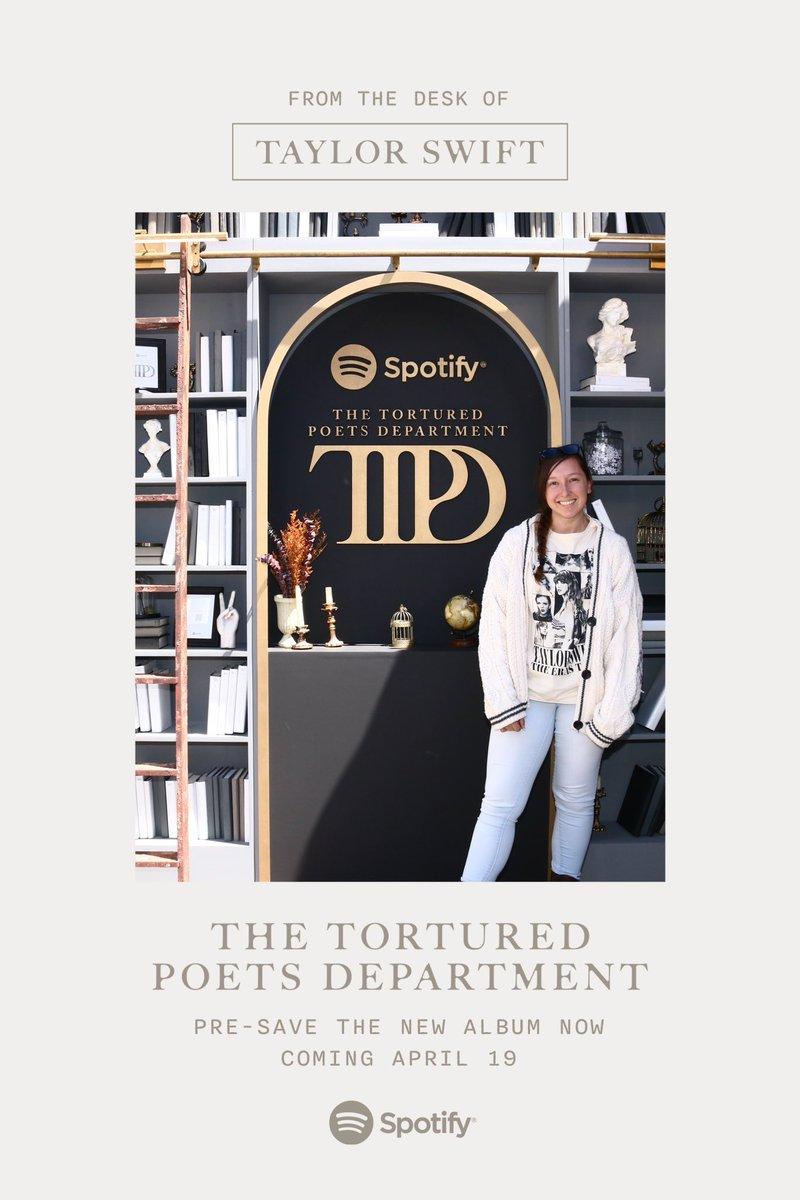 FROM THE DESK OF
TAYLOR SWIFT
Spotify®
THE TORTURED
POETS DEPARTMENT
TTPD
THE TORTURED
POETS DEPARTMENT
PRE-SAVE THE NEW ALBUM NOW
COMING APRIL 19
Spotify®